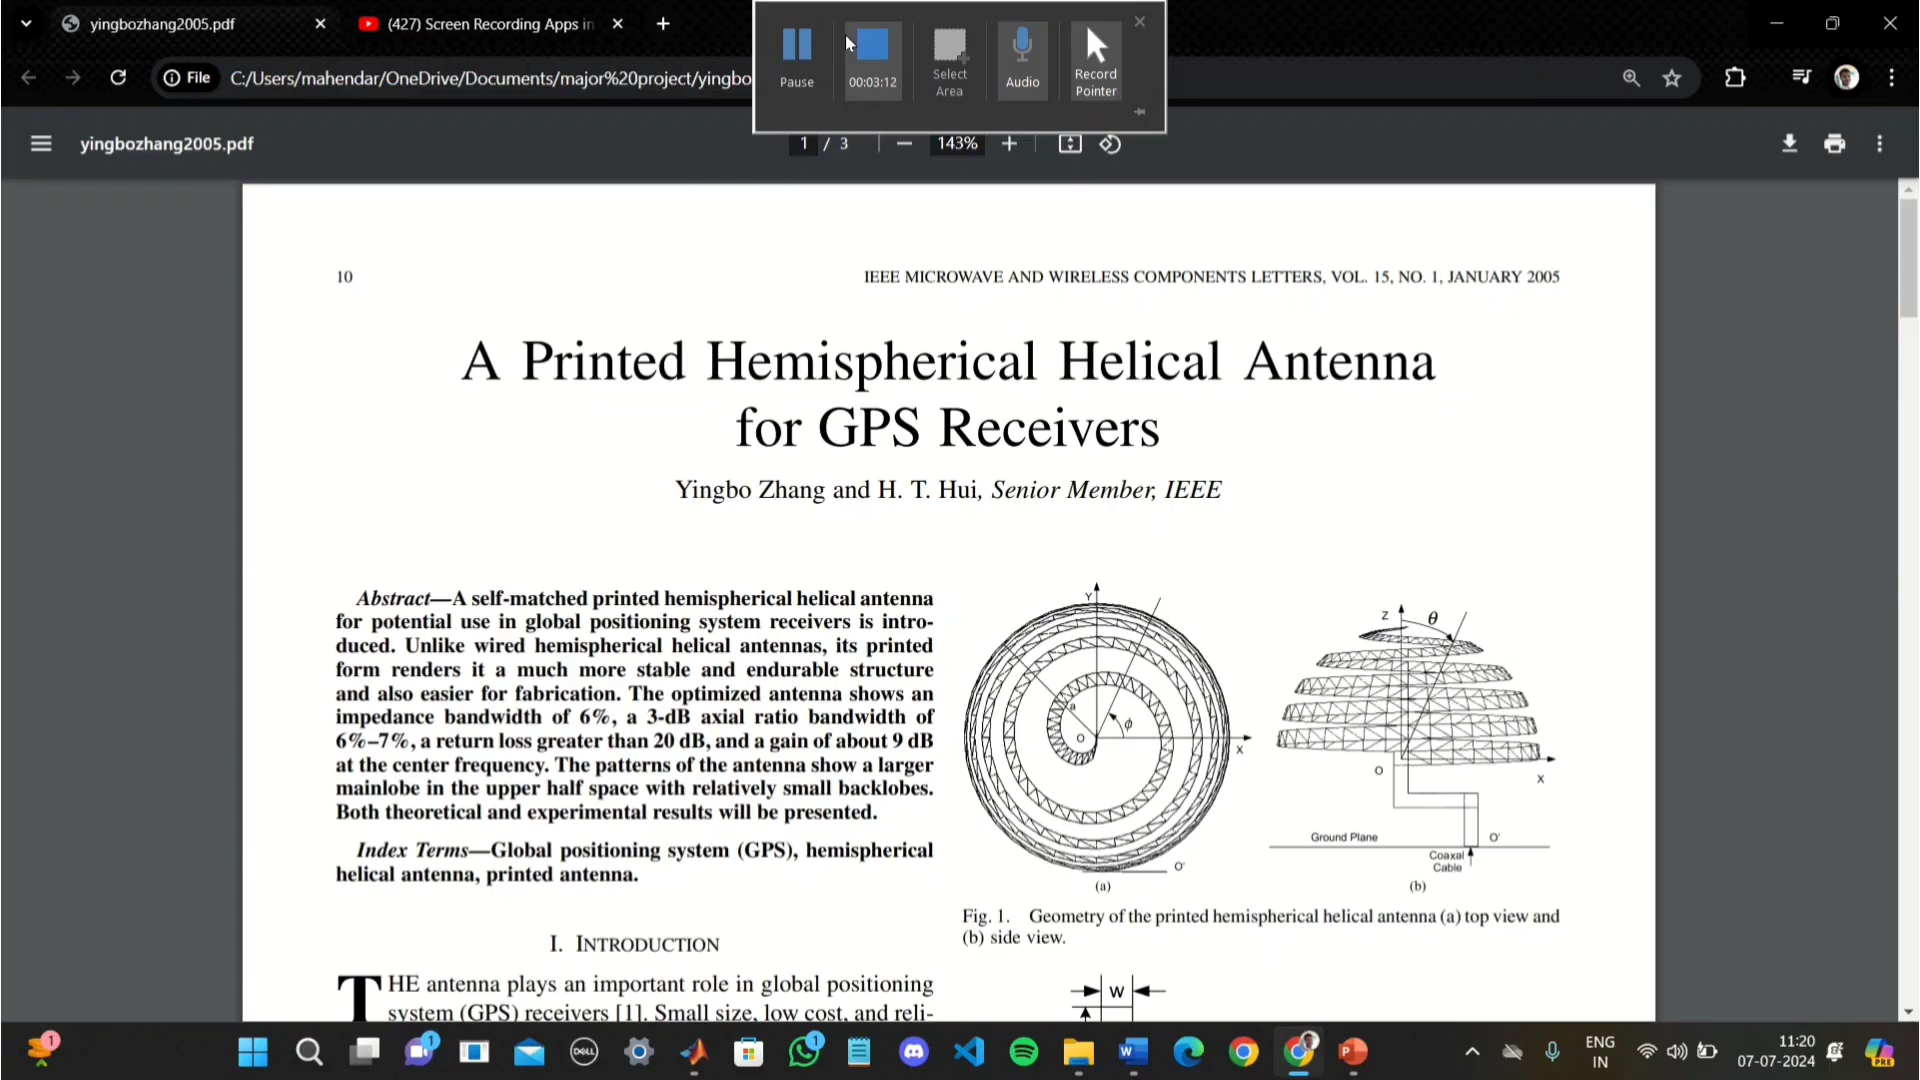 yingbozhang2005.pdf
(427) Screen Recording Apps in
File
C:/Users/mahendar/OneDrive/Documents/major%20project/yingbo
Pause
00:03:12
Select
Area
Audio
Record
Pointer
yingbozhang2005.pdf
1 / 3
143%
10
IEEE MICROWAVE AND WIRELESS COMPONENTS LETTERS, VOL. 15, NO. 1, JANUARY 2005
A Printed Hemispherical Helical Antenna
for GPS Receivers
Yingbo Zhang and H. T. Hui, Senior Member, IEEE
Abstract—A self-matched printed hemispherical helical antenna
for potential use in global positioning system receivers is intro-
duced. Unlike wired hemispherical helical antennas, its printed
form renders it a much more stable and endurable structure
and also easier for fabrication. The optimized antenna shows an
impedance bandwidth of 6%, a 3-dB axial ratio bandwidth of
6%–7%, a return loss greater than 20 dB, and a gain of about 9 dB
at the center frequency. The patterns of the antenna show a larger
mainlobe in the upper half space with relatively small backlobes.
Both theoretical and experimental results will be presented.
Index Terms—Global positioning system (GPS), hemispherical
helical antenna, printed antenna.
I. INTRODUCTION
THE antenna plays an important role in global positioning
system (GPS) receivers [1]. Small size, low cost, and reli-
Y
a
O
ϕ
X
O'
(a)
Z
θ
O
X
Ground Plane
O'
Coaxal
Cable
(b)
Fig. 1. Geometry of the printed hemispherical helical antenna (a) top view and
(b) side view.
W
1
1
1
DELL
W
P
ENG
IN
11:20
07-07-2024
PRE